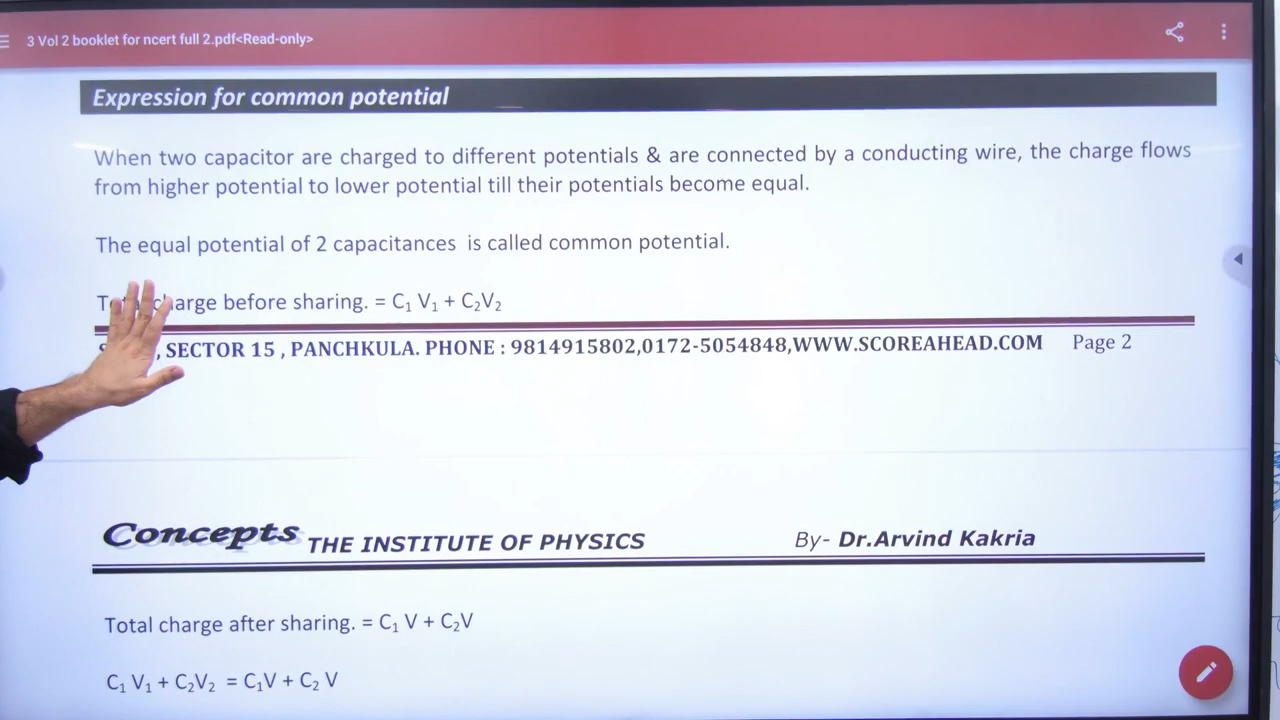 3 Vol 2 booklet for ncert full 2.pdf<Read-only>
Expression for common potential
When two capacitor are charged to different potentials & are connected by a conducting wire, the charge flows
from higher potential to lower potential till their potentials become equal.
The equal potential of 2 capacitances is called common potential.
charge before sharing. = C₁ V₁ + C₂V₂
, SECTOR 15 , PANCHKULA. PHONE : 9814915802,0172-5054848,WWW.SCOREAHEAD.COM Page 2
Concepts THE INSTITUTE OF PHYSICS By- Dr.Arvind Kakria
Total charge after sharing. = C₁ V + C₂V
C₁ V₁ + C₂V₂ = C₁V + C₂ V